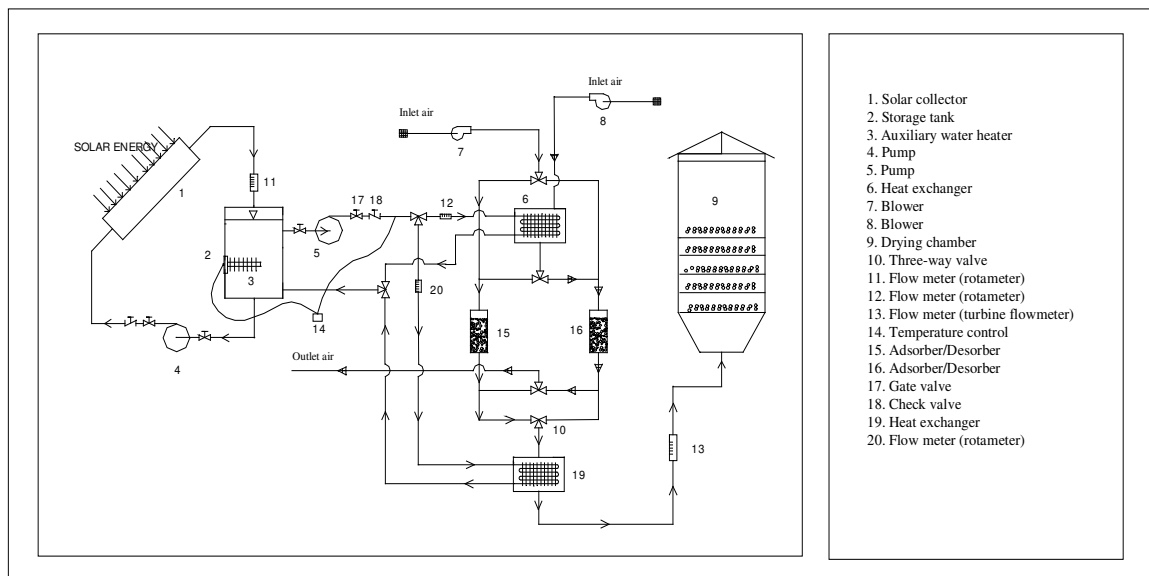 Inlet air
8
Inlet air
7
SOLAR ENERGY
1
11
17 18
12
6
9
5
2
3
20
14
15
16
4
Outlet air
10
13
19
1. Solar collector
2. Storage tank
3. Auxiliary water heater
4. Pump
5. Pump
6. Heat exchanger
7. Blower
8. Blower
9. Drying chamber
10. Three-way valve
11. Flow meter (rotameter)
12. Flow meter (rotameter)
13. Flow meter (turbine flowmeter)
14. Temperature control
15. Adsorber/Desorber
16. Adsorber/Desorber
17. Gate valve
18. Check valve
19. Heat exchanger
20. Flow meter (rotameter)